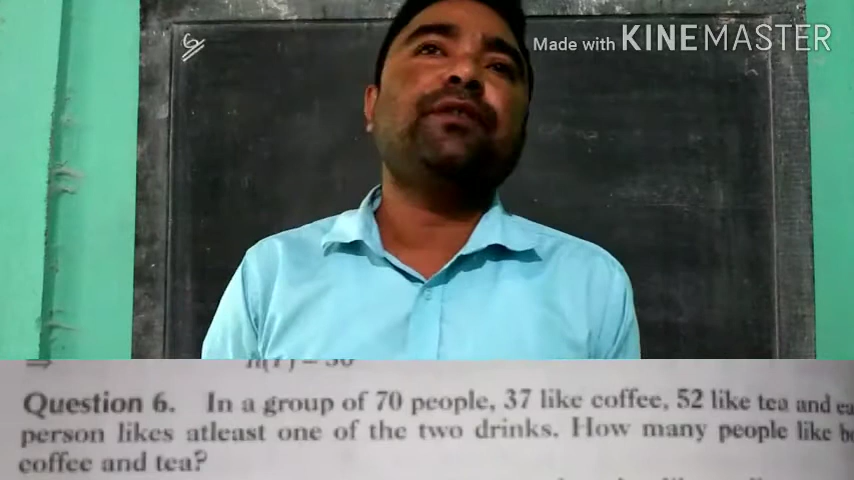 6
Made with KINEMASTER
Question 6. In a group of 70 people, 37 like coffee, 52 like tea and
person likes atleast one of the two drinks. How many people like
coffee and tea?